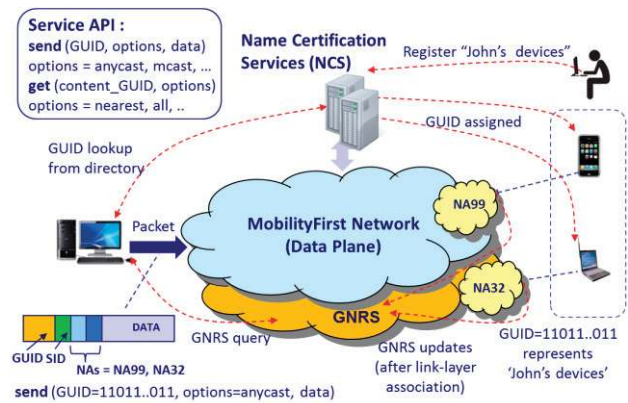 Service API :
send (GUID, options, data)
options = anycast, mcast, ...
get (content_GUID, options)
options = nearest, all, ..
Name Certification
Services (NCS)
Register “John’s devices”
GUID assigned
GUID lookup
from directory
Packet
MobilityFirst Network
(Data Plane)
NA99
NA32
GNRS
DATA
GUID SID
NAs = NA99, NA32
GNRS query
GNRS updates
(after link-layer
association)
GUID=11011..011
represents
‘John’s devices’
send (GUID=11011..011, options=anycast, data)